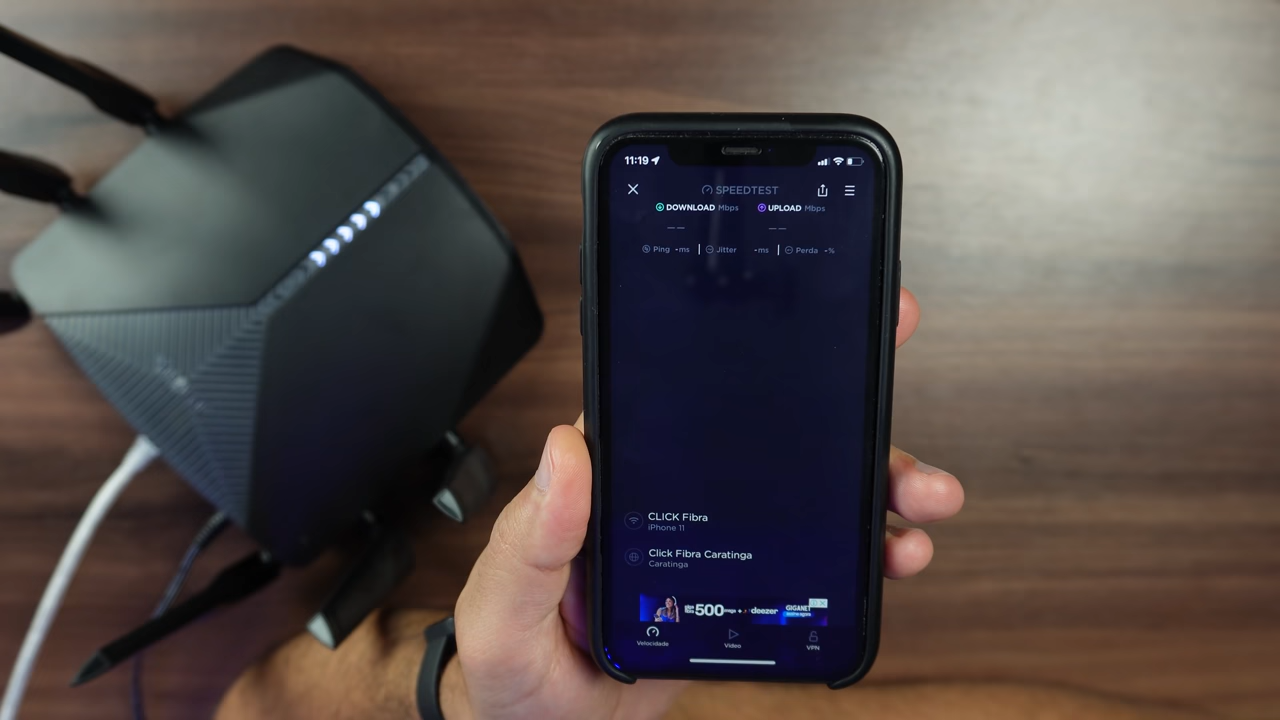 11:19
SPEEDTEST
DOWNLOAD Mbps UPLOAD Mbps
— — — —
Ping -ms Jitter -ms Perda -%
CLICK Fibra
iPhone 11
Click Fibra Caratinga
Caratinga
500 mega + deezer GIGANET
Velocidade Vídeo VPN